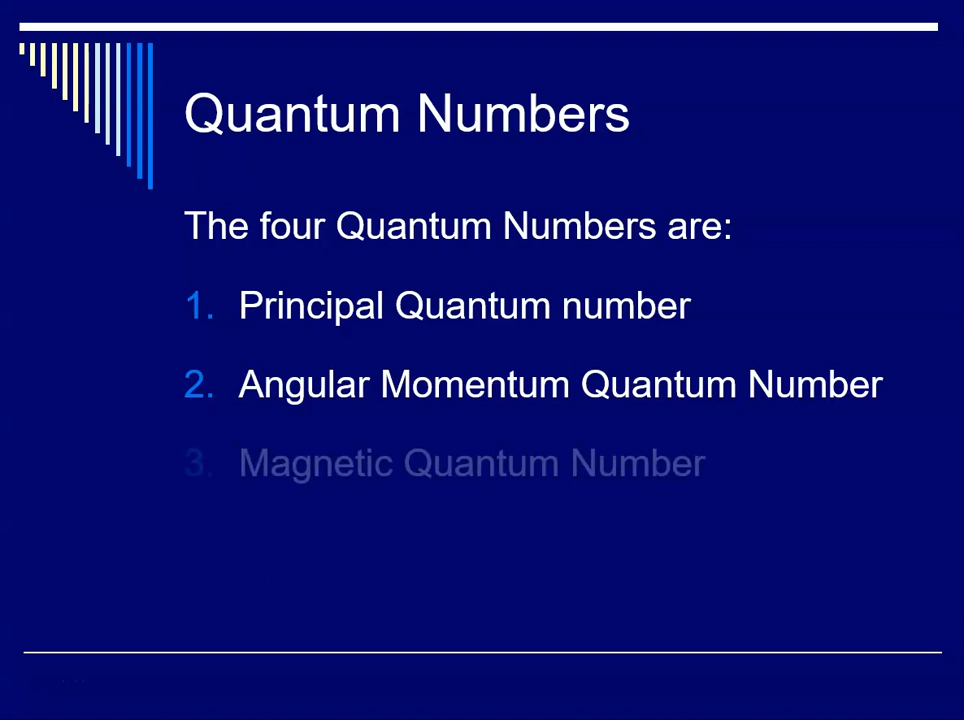 Quantum Numbers
The four Quantum Numbers are:
1. Principal Quantum number
2. Angular Momentum Quantum Number
3. Magnetic Quantum Number